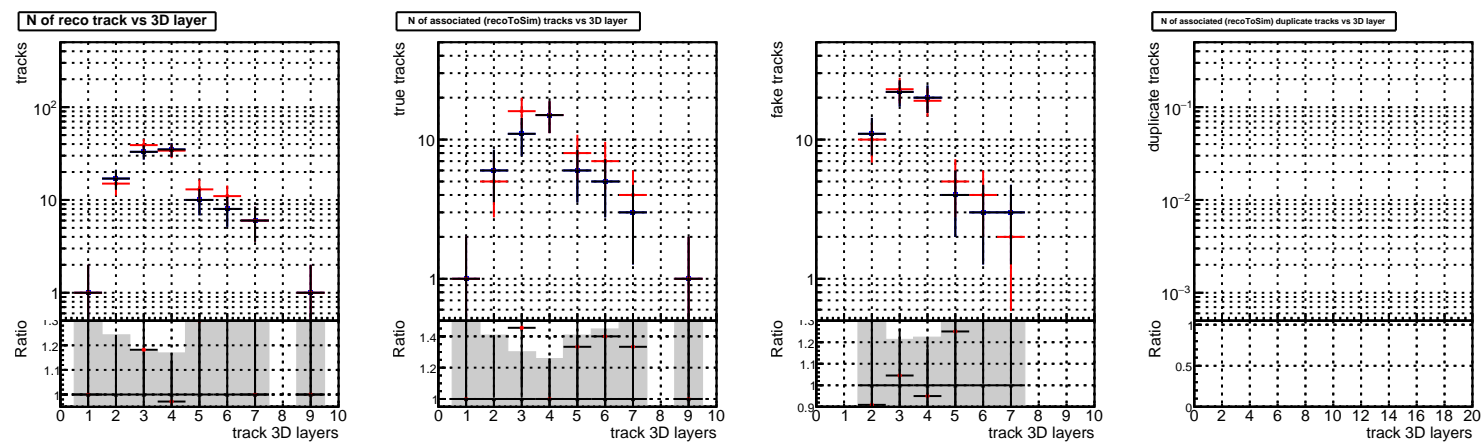 N of reco track vs 3D layer
tracks
10²
10
1
Ratio
1.3
1.2
1.1
1
0 1 2 3 4 5 6 7 8 9 10
track 3D layers
N of associated (recoToSim) tracks vs 3D layer
true tracks
10
1
Ratio
1.4
1.2
1
0 1 2 3 4 5 6 7 8 9 10
track 3D layers
fake tracks
10
1
Ratio
1.3
1.2
1.1
1
0.9
0 1 2 3 4 5 6 7 8 9 10
track 3D layers
N of associated (recoToSim) duplicate tracks vs 3D layer
duplicate tracks
10⁻¹
10⁻²
10⁻³
Ratio
1
0.5
0
0 2 4 6 8 10 12 14 16 18 20
track 3D layers